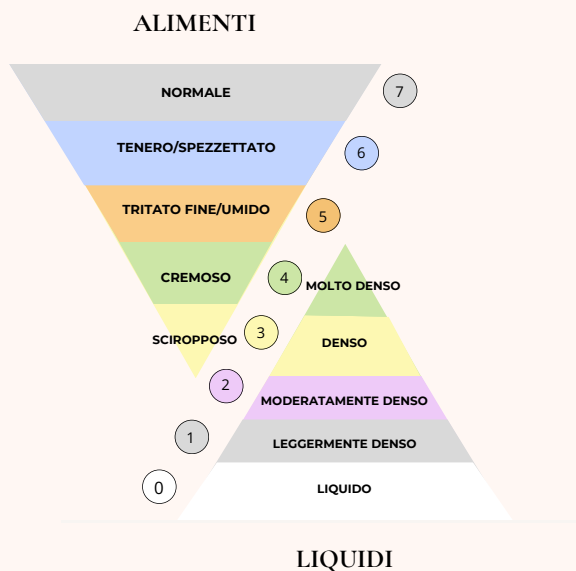 ALIMENTI
NORMALE
7
TENERO/SPEZZETTATO
6
TRITATO FINE/UMIDO
5
CREMOSO
4
MOLTO DENSO
SCIROPPOSO
3
DENSO
2
MODERATAMENTE DENSO
1
LEGGERMENTE DENSO
0
LIQUIDO
LIQUIDI